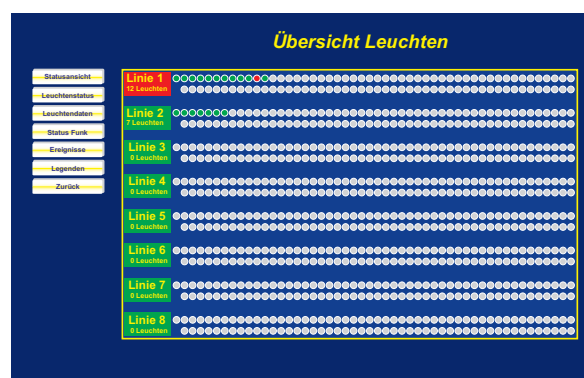 Übersicht Leuchten
Statusansicht
Leuchtenstatus
Leuchtendaten
Status Funk
Ereignisse
Legenden
Zurück
Linie 1
12 Leuchten
Linie 2
7 Leuchten
Linie 3
0 Leuchten
Linie 4
0 Leuchten
Linie 5
0 Leuchten
Linie 6
0 Leuchten
Linie 7
0 Leuchten
Linie 8
0 Leuchten